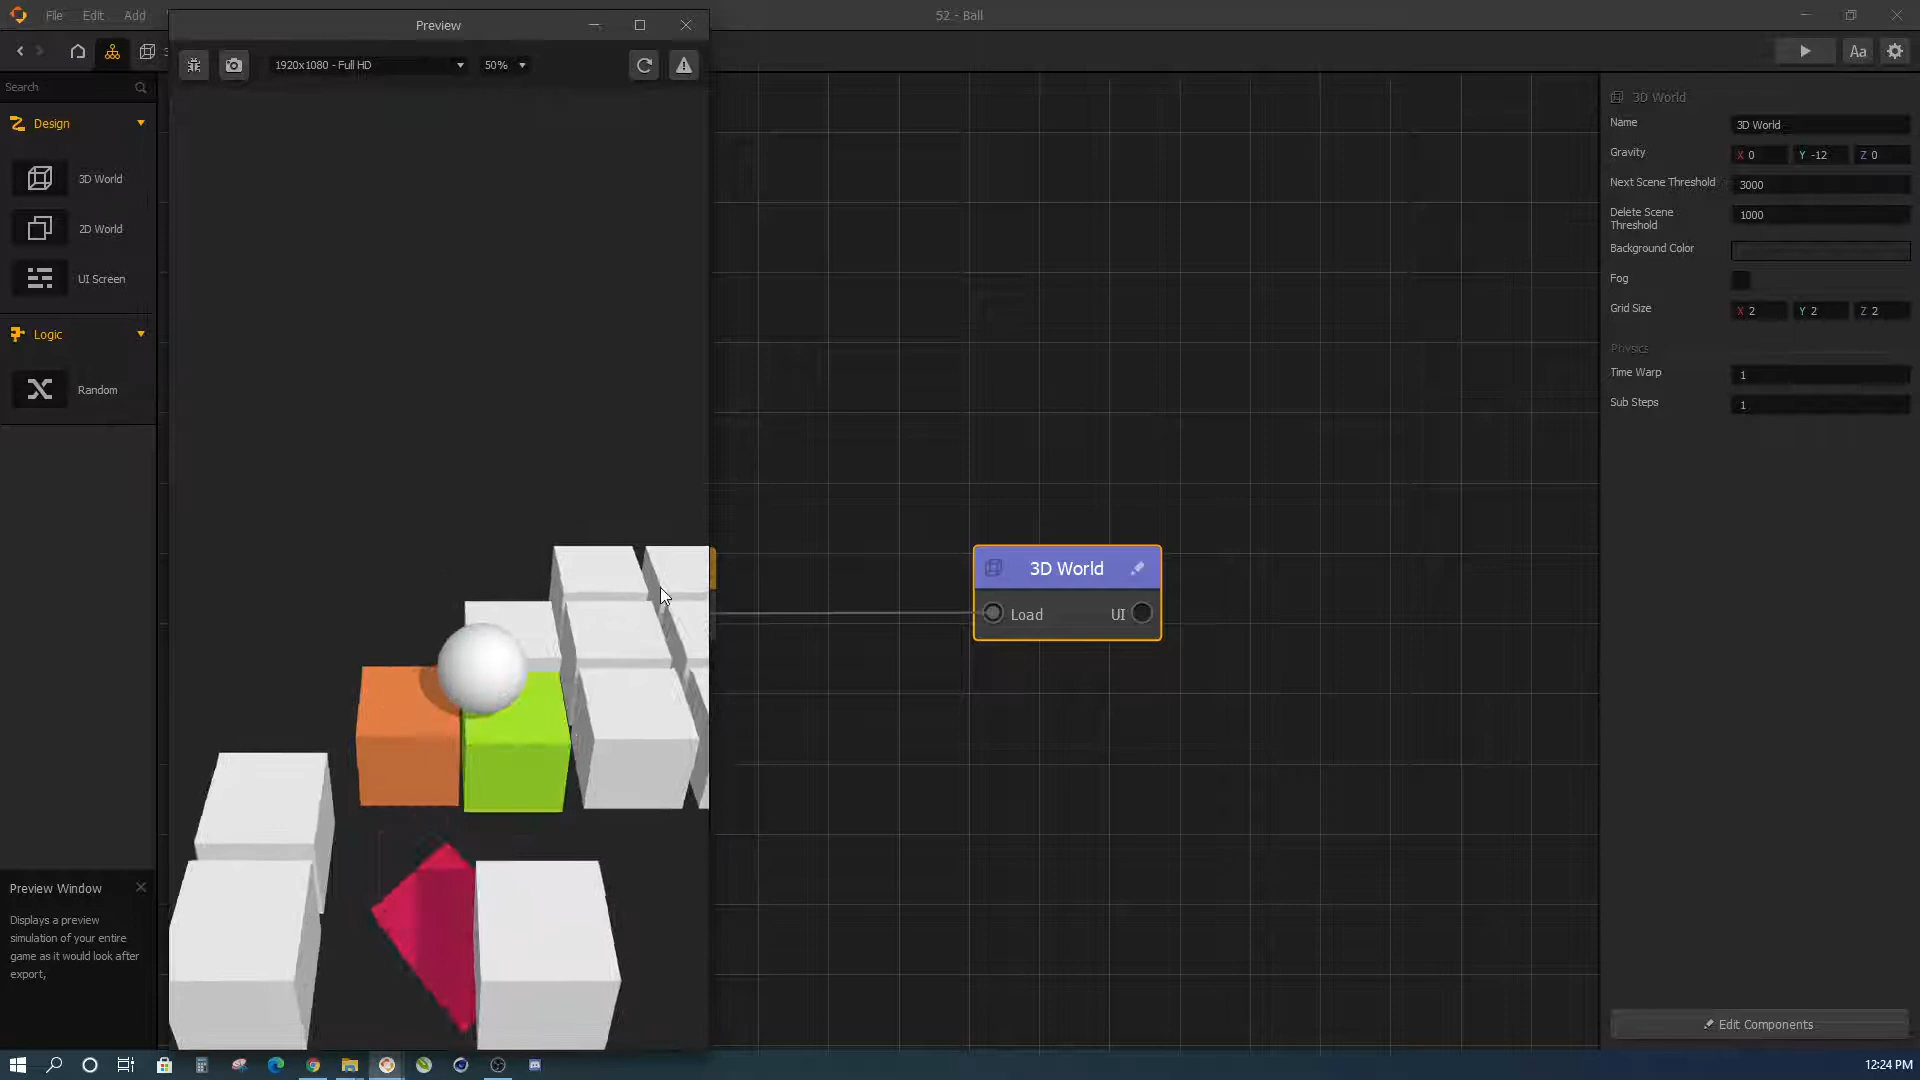 File Edit Add
Preview
52 - Ball
1920x1080 - Full HD
50%
Aa
Search
Design
3D World
2D World
UI Screen
Logic
Random
3D World
Load
UI
3D World
Name
3D World
Gravity
X 0
Y -12
Z 0
Next Scene Threshold
3000
Delete Scene
Threshold
1000
Background Color
Fog
Grid Size
X 2
Y 2
Z 2
Physics
Time Warp
1
Sub Steps
1
Edit Components
Preview Window
Displays a preview
simulation of your entire
game as it would look after
export,
12:24 PM